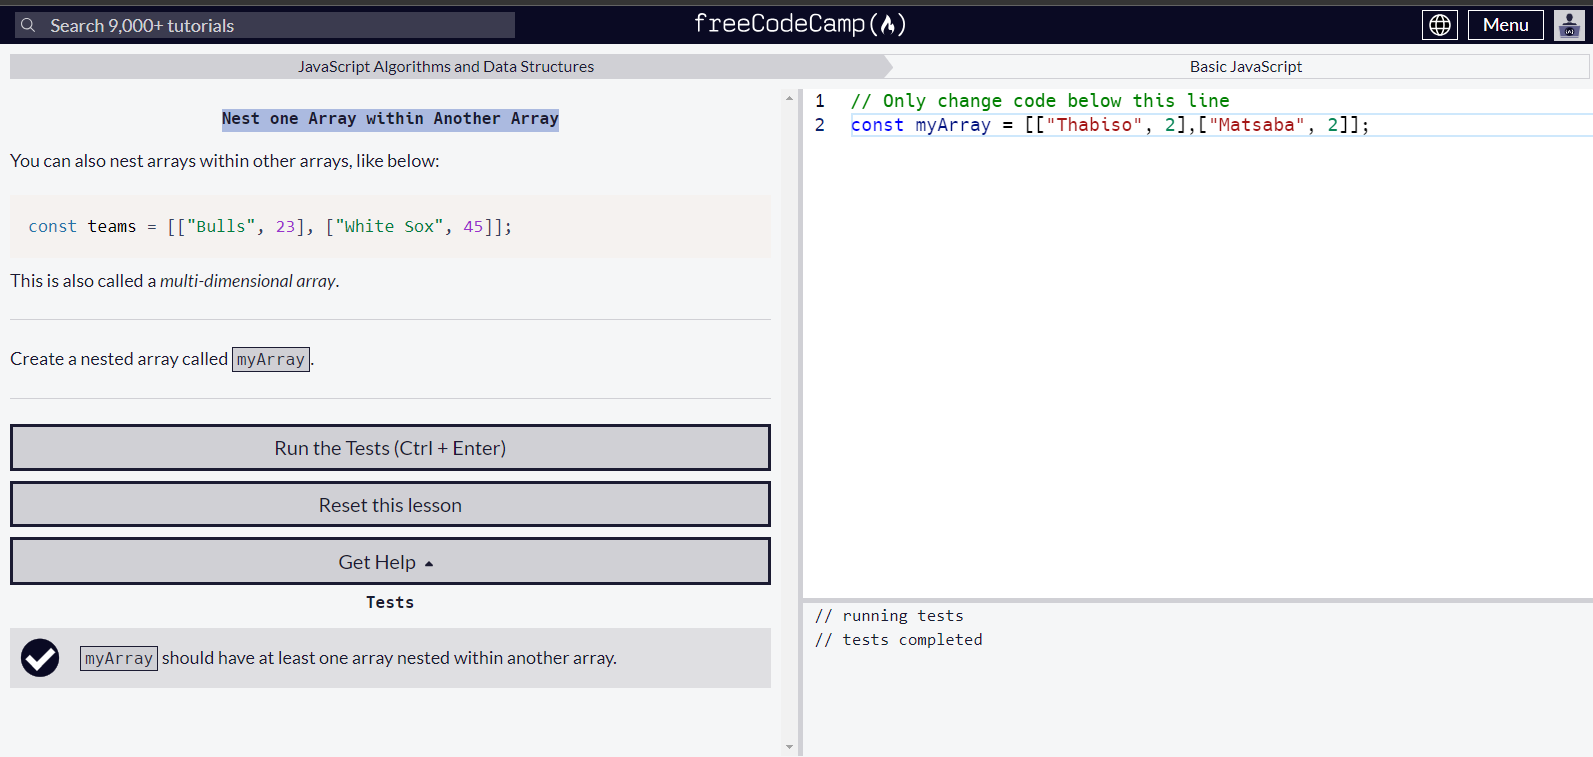 Search 9,000+ tutorials
freeCodeCamp
Menu
JavaScript Algorithms and Data Structures
Basic JavaScript
Nest one Array within Another Array
You can also nest arrays within other arrays, like below:
const teams = [["Bulls", 23], ["White Sox", 45]];
This is also called a multi-dimensional array.
Create a nested array called myArray.
Run the Tests (Ctrl + Enter)
Reset this lesson
Get Help
Tests
myArray should have at least one array nested within another array.
1 // Only change code below this line
2 const myArray = [["Thabiso", 2],["Matsaba", 2]];
// running tests
// tests completed